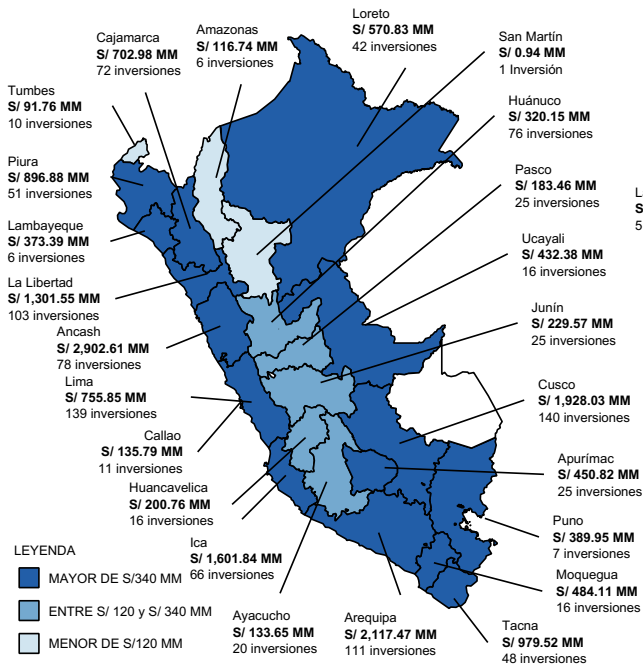 Loreto
S/ 570.83 MM
42 inversiones
Amazonas
S/ 116.74 MM
6 inversiones
Cajamarca
S/ 702.98 MM
72 inversiones
San Martín
S/ 0.94 MM
1 Inversión
Tumbes
S/ 91.76 MM
10 inversiones
Huánuco
S/ 320.15 MM
76 inversiones
Piura
S/ 896.88 MM
51 inversiones
Pasco
S/ 183.46 MM
25 inversiones
Lambayeque
S/ 373.39 MM
6 inversiones
Ucayali
S/ 432.38 MM
16 inversiones
La Libertad
S/ 1,301.55 MM
103 inversiones
Junín
S/ 229.57 MM
25 inversiones
Ancash
S/ 2,902.61 MM
78 inversiones
Lima
S/ 755.85 MM
139 inversiones
Cusco
S/ 1,928.03 MM
140 inversiones
Callao
S/ 135.79 MM
11 inversiones
Apurímac
S/ 450.82 MM
25 inversiones
Huancavelica
S/ 200.76 MM
16 inversiones
Puno
S/ 389.95 MM
7 inversiones
Ica
S/ 1,601.84 MM
66 inversiones
Moquegua
S/ 484.11 MM
16 inversiones
Ayacucho
S/ 133.65 MM
20 inversiones
Arequipa
S/ 2,117.47 MM
111 inversiones
Tacna
S/ 979.52 MM
48 inversiones
LEYENDA
MAYOR DE S/340 MM
ENTRE S/ 120 y S/ 340 MM
MENOR DE S/120 MM